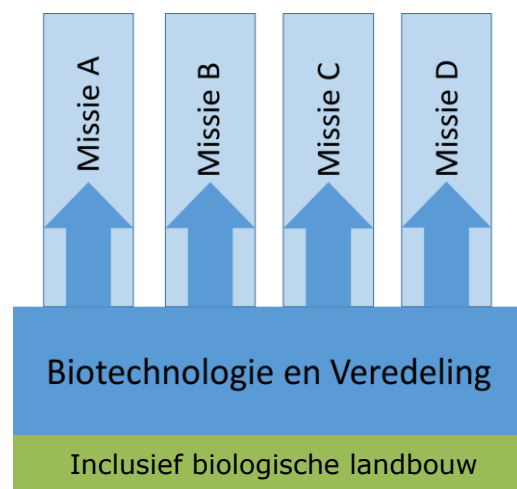 Missie A
Missie B
Missie C
Missie D
Biotechnologie en Veredeling
Inclusief biologische landbouw